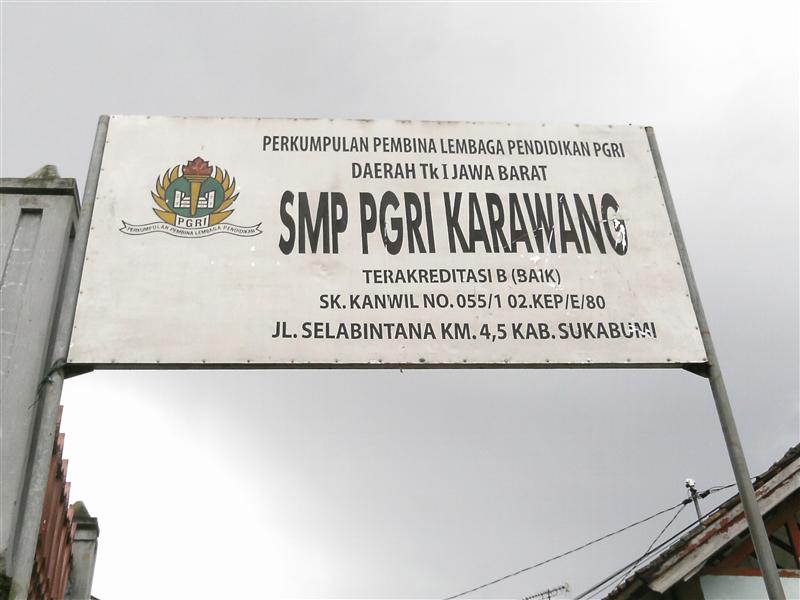 PERKUMPULAN PEMBINA LEMBAGA PENDIDIKAN PGRI
DAERAH Tk I JAWA BARAT
SMP PGRI KARAWANG
TERAKREDITASI B (BAIK)
SK. KANWIL NO. 055/1 02.KEP/E/80
JL. SELABINTANA KM. 4,5 KAB. SUKABUMI
PGRI
PERKUMPULAN PEMBINA LEMBAGA PENDIDIKAN